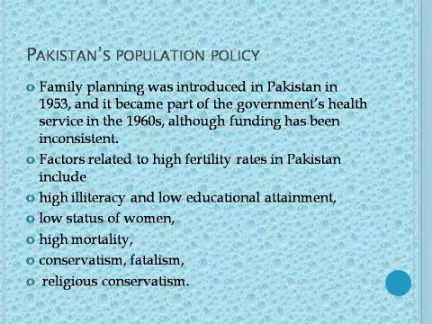 PAKISTAN'S POPULATION POLICY
Family planning was introduced in Pakistan in
1953, and it became part of the government's health
service in the 1960s, although funding has been
inconsistent.
Factors related to high fertility rates in Pakistan
include
high illiteracy and low educational attainment,
low status of women,
high mortality,
conservatism, fatalism,
religious conservatism.